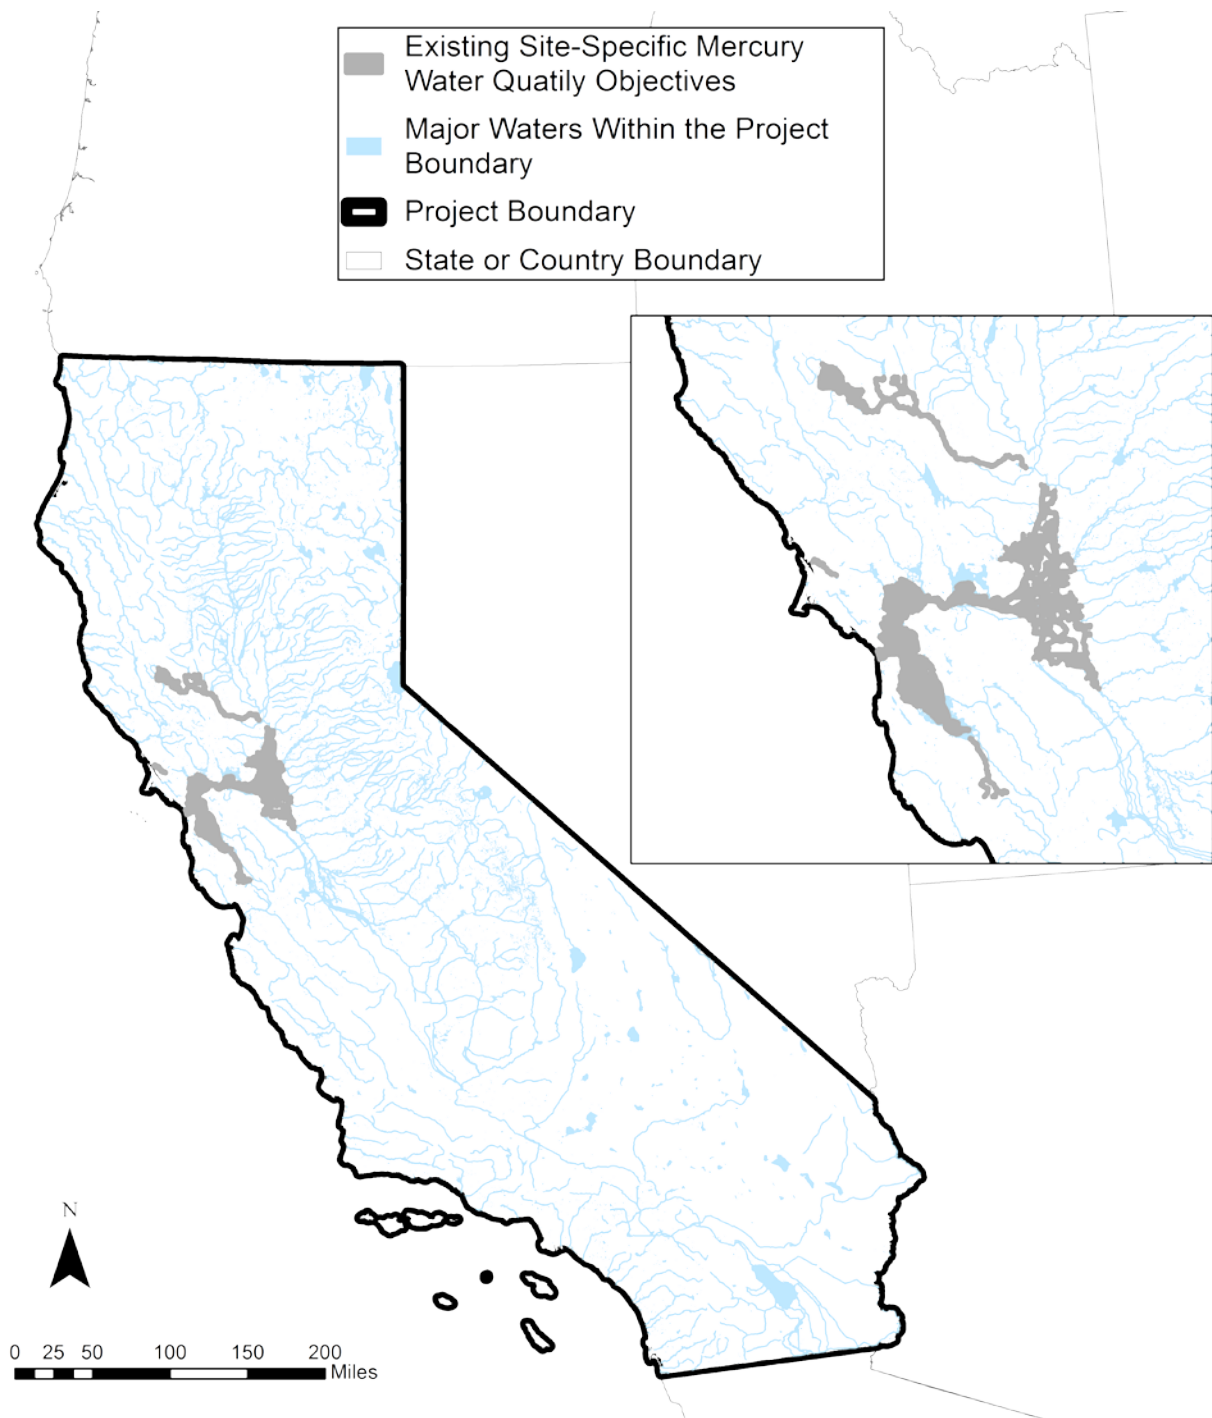 Existing Site-Specific Mercury
Water Quatily Objectives
Major Waters Within the Project
Boundary
Project Boundary
State or Country Boundary
N
0 25 50 100 150 200
Miles